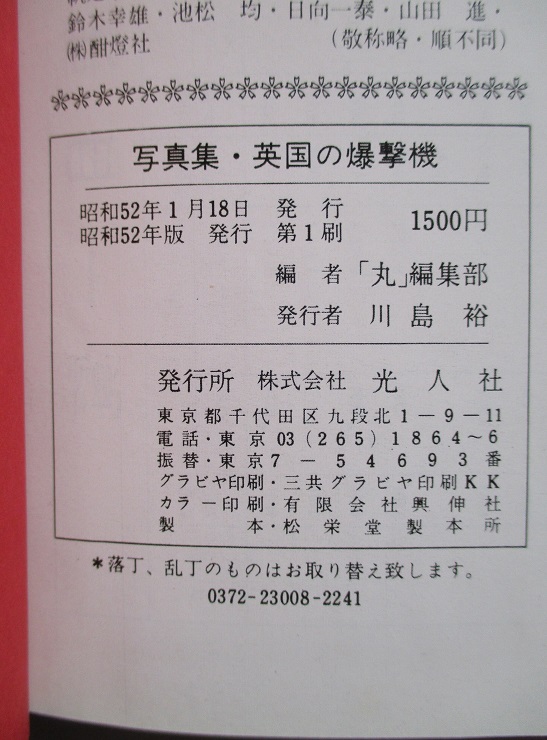 鈴木幸雄・池松 均・日向一泰・山田 進・
㈱酣燈社 (敬称略・順不同)
写真集・英国の爆撃機
昭和52年1月18日 発 行
昭和52年版 発行 第1刷
1500円
編 者 「丸」編集部
発行者 川 島 裕
発行所 株式会社 光 人 社
東京都千代田区九段北1-9-11
電話・東京03(265)1864~6
振替・東京7-54693番
グラビヤ印刷・三共グラビヤ印刷KK
カラー印刷・有限会社興伸社
製 本・松栄堂製本所
*落丁、乱丁のものはお取り替え致します。
0372-23008-2241